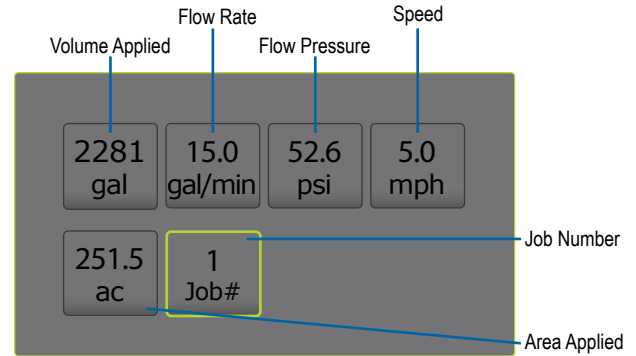 Flow Rate
Speed
Volume Applied
Flow Pressure
2281
gal
15.0
gal/min
52.6
psi
5.0
mph
251.5
ac
1
Job#
Job Number
Area Applied